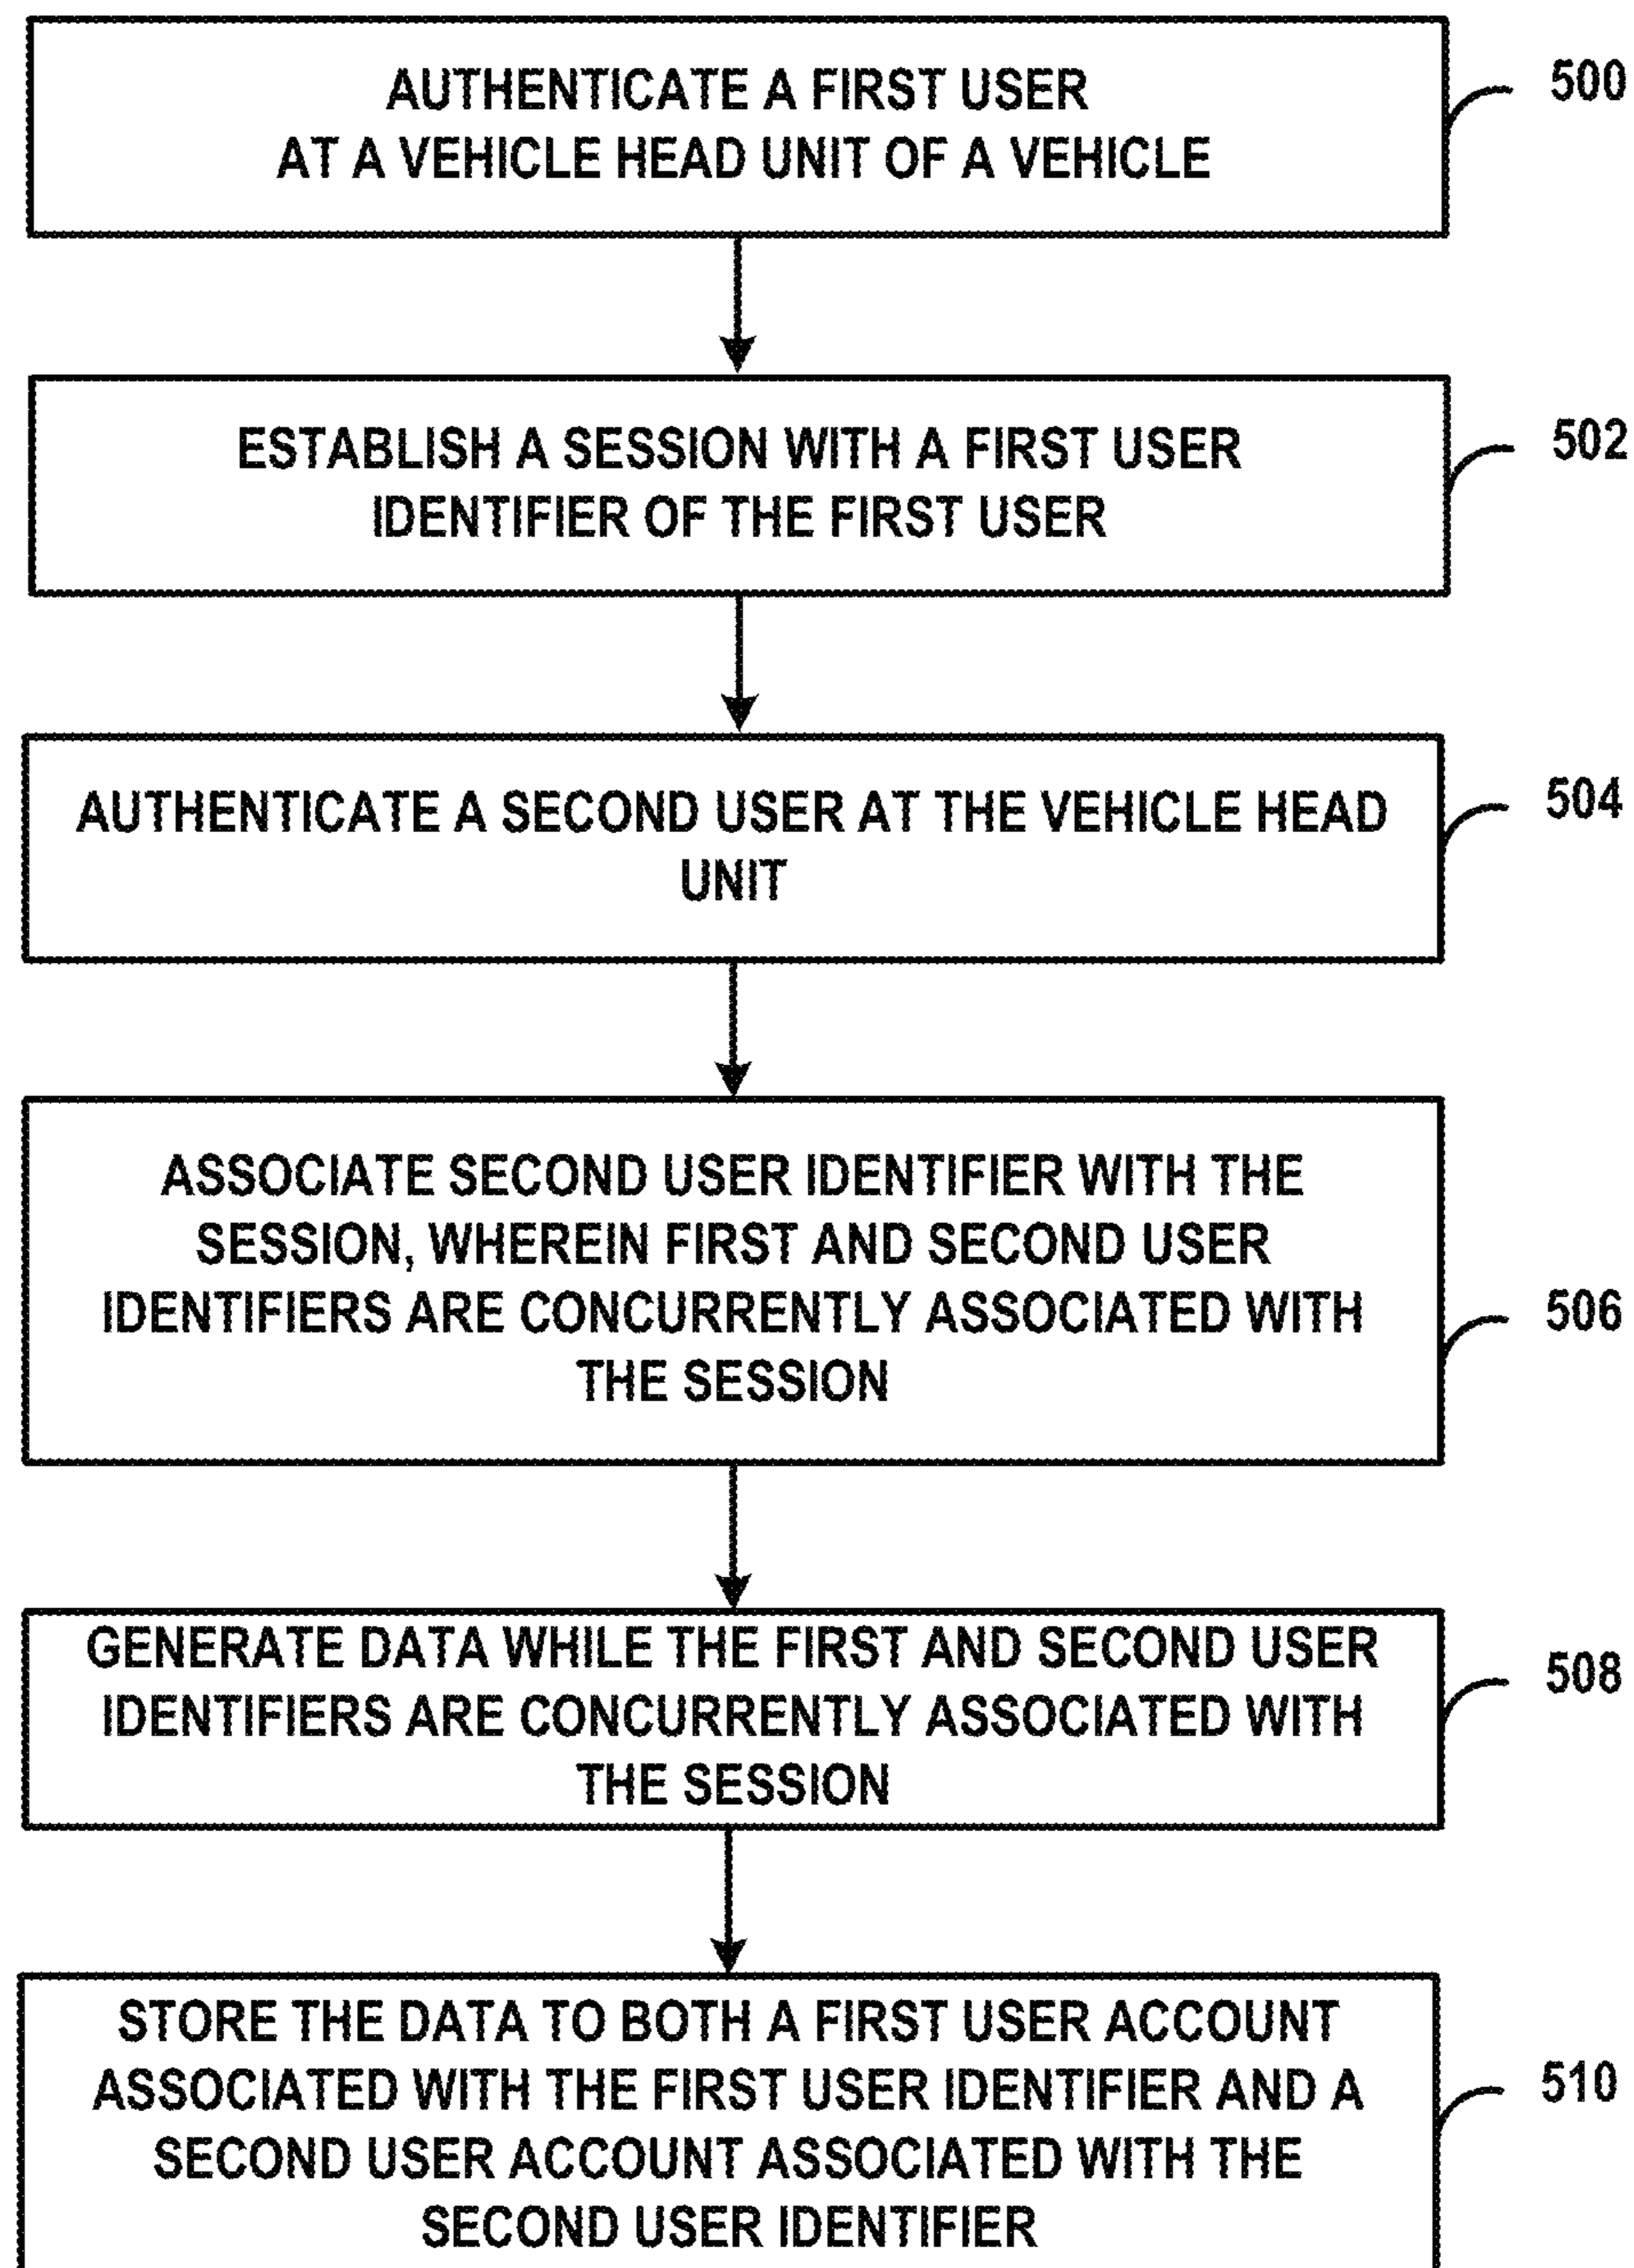 AUTHENTICATE A FIRST USER
AT A VEHICLE HEAD UNIT OF A VEHICLE
500
ESTABLISH A SESSION WITH A FIRST USER
IDENTIFIER OF THE FIRST USER
502
AUTHENTICATE A SECOND USER AT THE VEHICLE HEAD
UNIT
504
ASSOCIATE SECOND USER IDENTIFIER WITH THE
SESSION, WHEREIN FIRST AND SECOND USER
IDENTIFIERS ARE CONCURRENTLY ASSOCIATED WITH
THE SESSION
506
GENERATE DATA WHILE THE FIRST AND SECOND USER
IDENTIFIERS ARE CONCURRENTLY ASSOCIATED WITH
THE SESSION
508
STORE THE DATA TO BOTH A FIRST USER ACCOUNT
ASSOCIATED WITH THE FIRST USER IDENTIFIER AND A
SECOND USER ACCOUNT ASSOCIATED WITH THE
SECOND USER IDENTIFIER
510